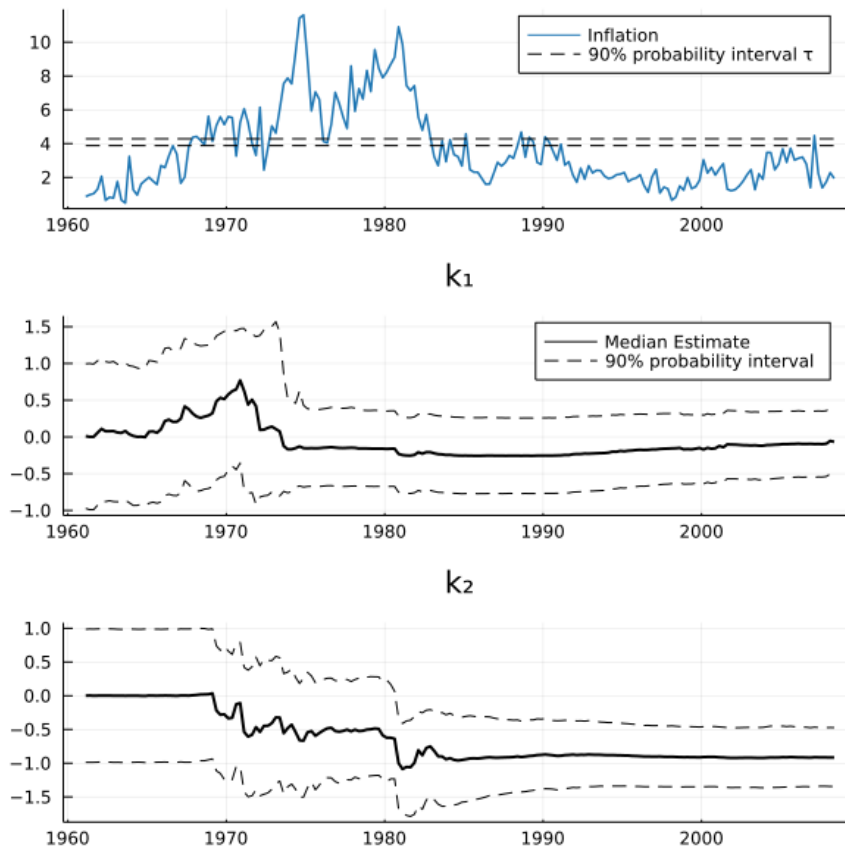 10
8
6
4
2
Inflation
90% probability interval τ
1960 1970 1980 1990 2000
k₁
1.5
1.0
0.5
0.0
−0.5
−1.0
Median Estimate
90% probability interval
1960 1970 1980 1990 2000
k₂
1.0
0.5
0.0
−0.5
−1.0
−1.5
1960 1970 1980 1990 2000